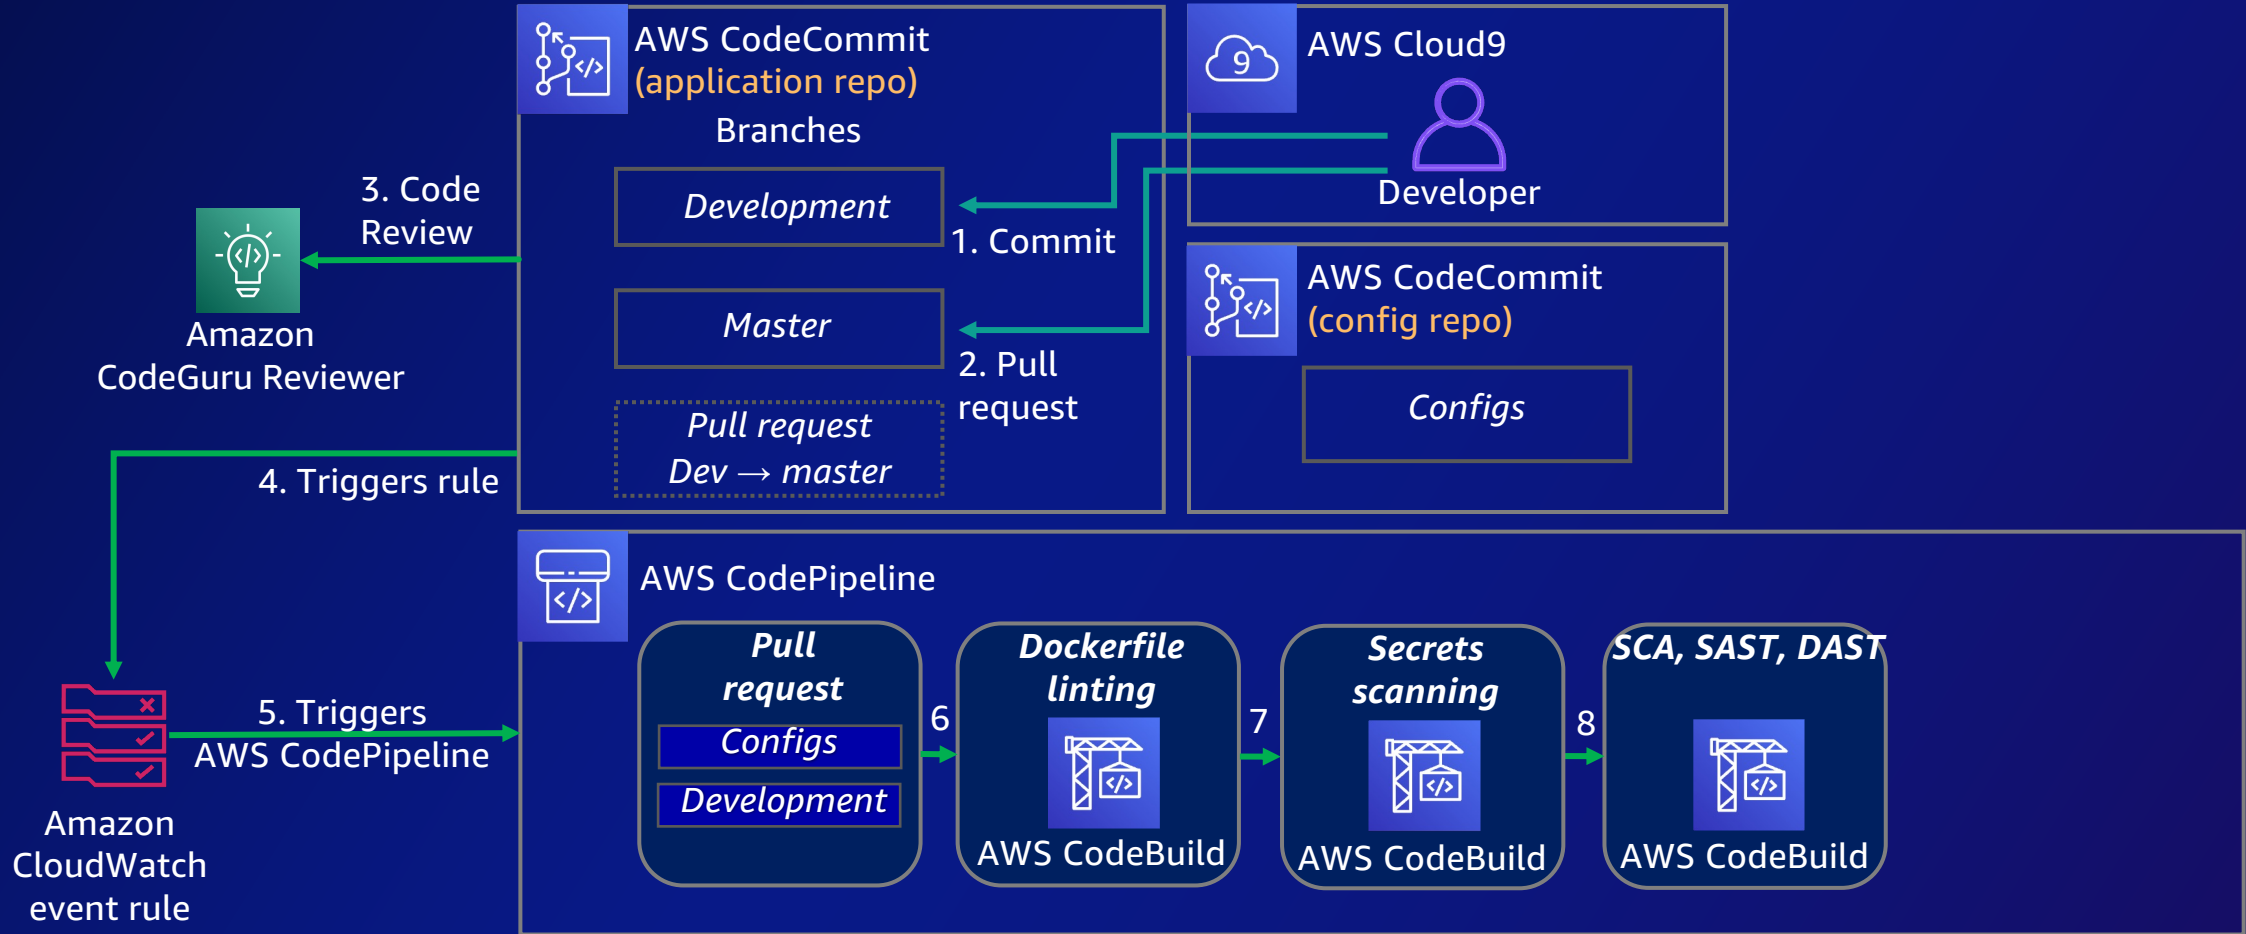 AWS CodeCommit
(application repo)
Branches
Development
Master
Pull request
Dev → master
9
AWS Cloud9
Developer
1. Commit
2. Pull
request
AWS CodeCommit
(config repo)
Configs
3. Code
Review
Amazon
CodeGuru Reviewer
4. Triggers rule
5. Triggers
AWS CodePipeline
Amazon
CloudWatch
event rule
AWS CodePipeline
Pull
request
Configs
Development
6
Dockerfile
linting
AWS CodeBuild
7
Secrets
scanning
AWS CodeBuild
8
SCA, SAST, DAST
AWS CodeBuild